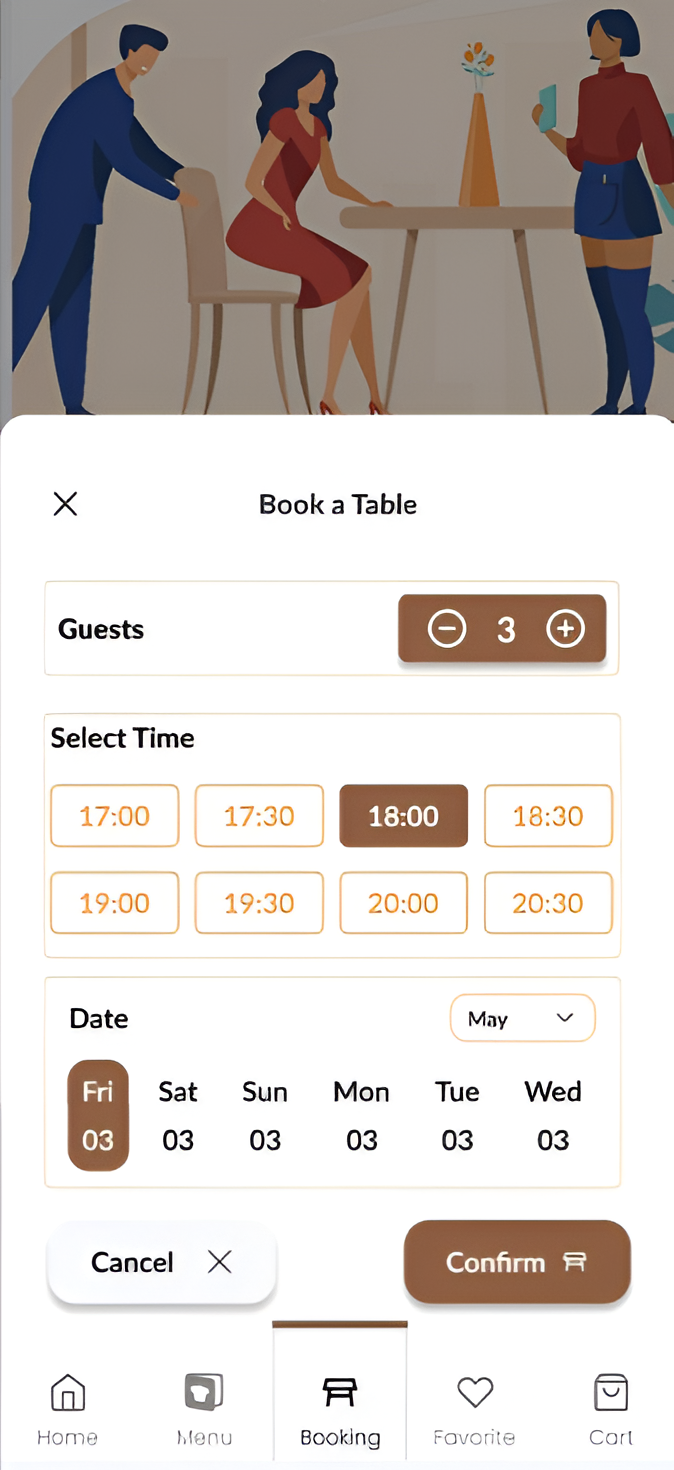 Book a Table
Guests 3
Select Time
17:00 17:30 18:00 18:30
19:00 19:30 20:00 20:30
Date May
Fri Sat Sun Mon Tue Wed
03 03 03 03 03 03
Cancel Confirm
Home Menu Booking Favorite Cart